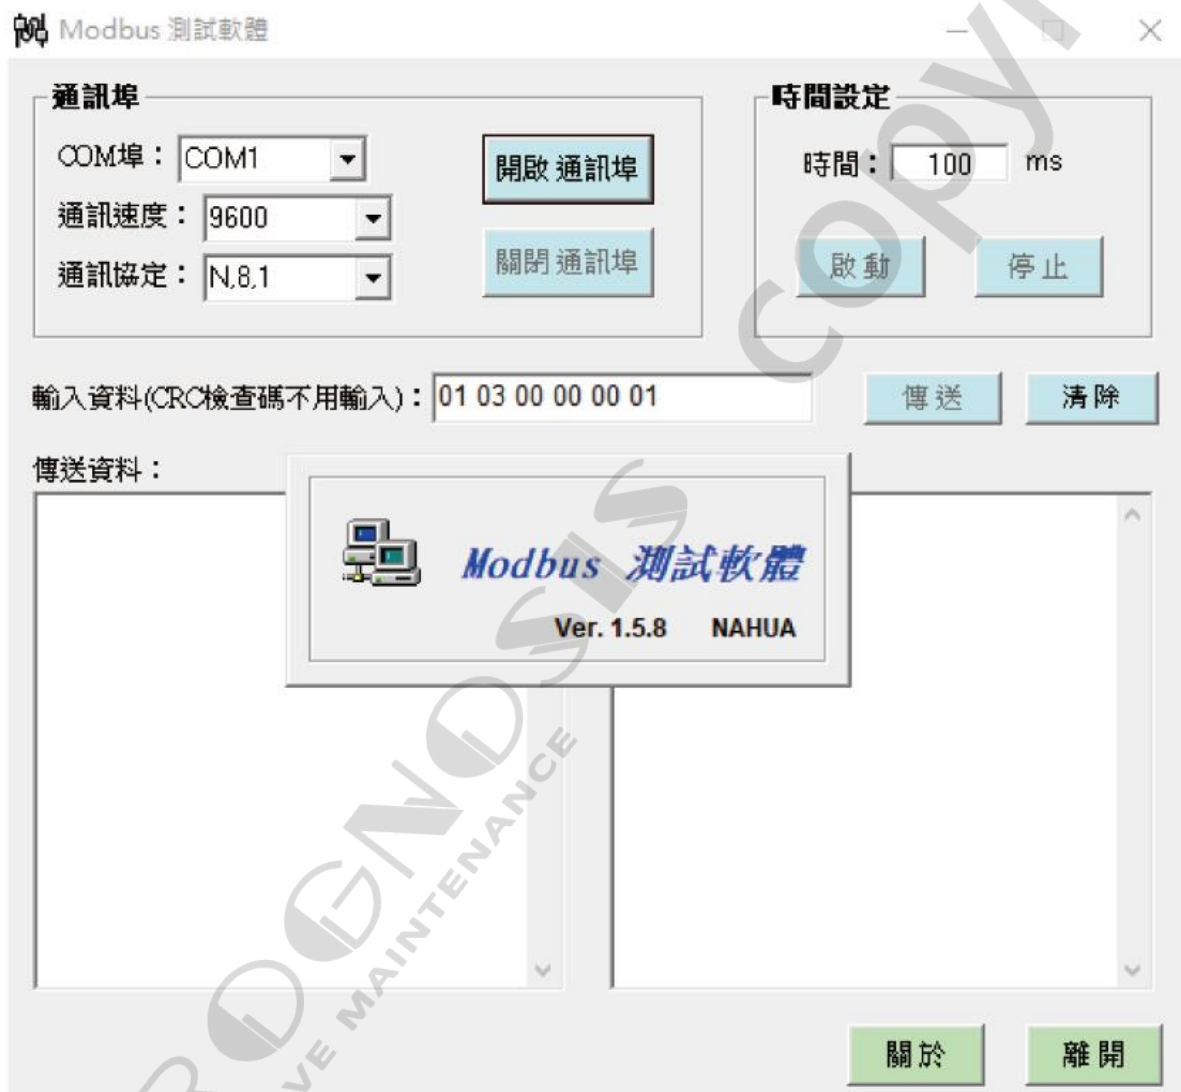 Modbus 測試軟體
通訊埠
COM埠： COM1
開啟 通訊埠
通訊速度： 9600
關閉 通訊埠
通訊協定： N,8,1
時間設定
時間： 100 ms
啟動 停止
輸入資料(CRC檢查碼不用輸入)： 01 03 00 00 00 01 傳送 清除
傳送資料：
Modbus 測試軟體
Ver. 1.5.8 NAHUA
關於 離開
MAINTENANCE